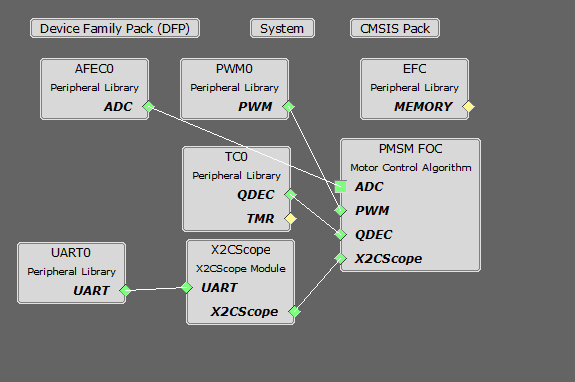 Device Family Pack (DFP)
System
CMSIS Pack
AFEC0
Peripheral Library
ADC
PWM0
Peripheral Library
PWM
EFC
Peripheral Library
MEMORY
TC0
Peripheral Library
QDEC
TMR
PMSM FOC
Motor Control Algorithm
ADC
PWM
QDEC
X2CScope
UART0
Peripheral Library
UART
X2CScope
X2CScope Module
UART
X2CScope